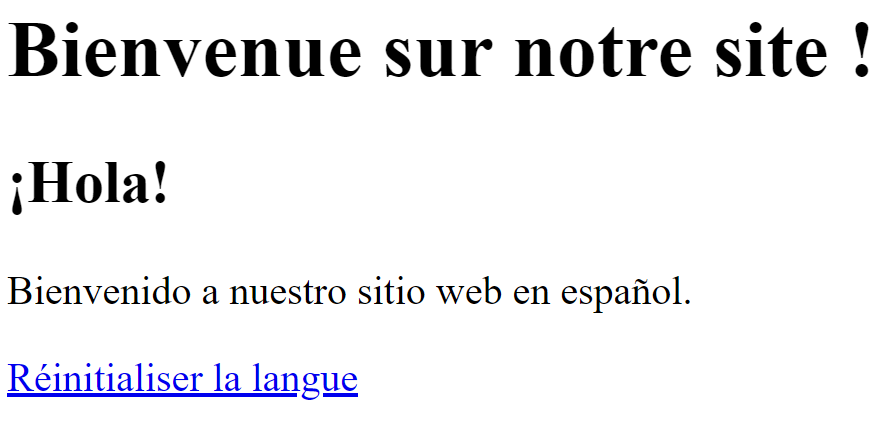 Bienvenue sur notre site !
¡Hola!
Bienvenido a nuestro sitio web en español.
Réinitialiser la langue